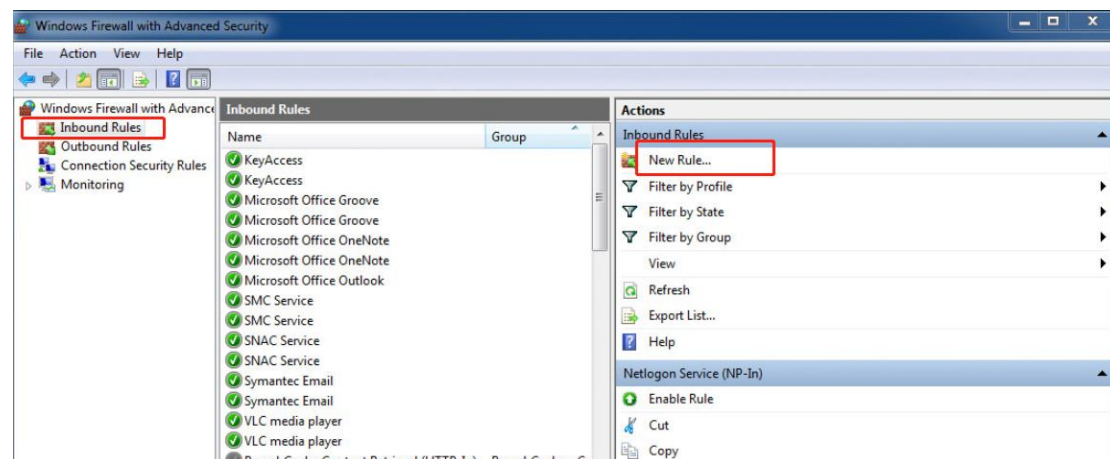 Windows Firewall with Advanced Security
File Action View Help
Windows Firewall with Advance
Inbound Rules
Outbound Rules
Connection Security Rules
Monitoring
Inbound Rules
Name Group
KeyAccess
KeyAccess
Microsoft Office Groove
Microsoft Office Groove
Microsoft Office OneNote
Microsoft Office OneNote
Microsoft Office Outlook
SMC Service
SMC Service
SNAC Service
SNAC Service
Symantec Email
Symantec Email
VLC media player
VLC media player
Actions
Inbound Rules
New Rule...
Filter by Profile
Filter by State
Filter by Group
View
Refresh
Export List...
Help
Netlogon Service (NP-In)
Enable Rule
Cut
Copy